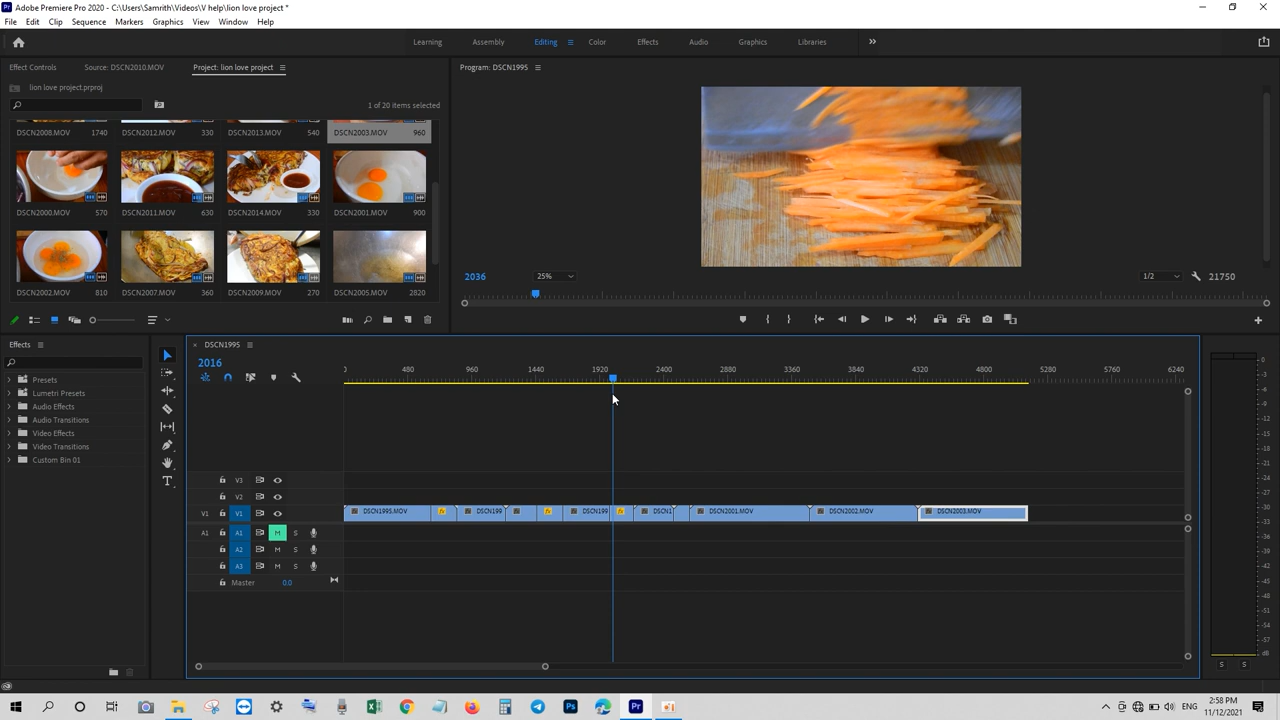 Adobe Premiere Pro 2020 - C:\Users\Samrith\Videos\V help\lion love project *
File Edit Clip Sequence Markers Graphics View Window Help
Learning Assembly Editing Color Effects Audio Graphics Libraries
Effect Controls Source: DSCN2010.MOV Project: lion love project
Program: DSCN1995
lion love project.prproj
1 of 20 items selected
DSCN2008.MOV 1740 DSCN2012.MOV 330 DSCN2013.MOV 540 DSCN2003.MOV 960
DSCN2000.MOV 570 DSCN2011.MOV 630 DSCN2014.MOV 330 DSCN2001.MOV 900
DSCN2002.MOV 810 DSCN2007.MOV 360 DSCN2009.MOV 270 DSCN2005.MOV 2820
2036 25% 1/2 21750
Effects
Presets
Lumetri Presets
Audio Effects
Audio Transitions
Video Effects
Video Transitions
Custom Bin 01
DSCN1995
2016
0 480 960 1440 1920 2400 2880 3360 3840 4320 4800 5280 5760 6240
V3
V2
V1 V1 DSCN1995.MOV fx DSCN199 fx DSCN199 fx DSCN1 DSCN2001.MOV DSCN2002.MOV DSCN2003.MOV
A1 A1 M S
A2 M S
A3 M S
Master 0.0
0
-3
-6
-9
-12
-15
-18
-21
-24
-27
-30
-33
-36
-39
-42
-45
-48
-51
-54
-57
dB
S S
ENG
2:58 PM
11/12/2021